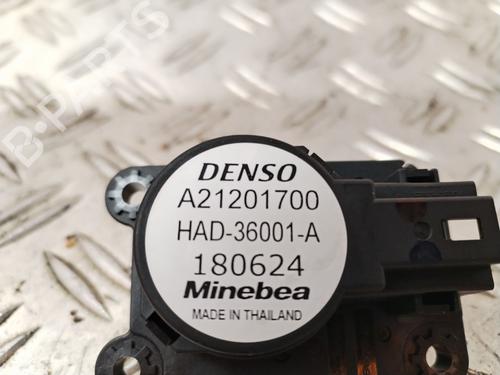 B-PARTS
DENSO
A21201700
HAD-36001-A
180624
Minebea
MADE IN THAILAND